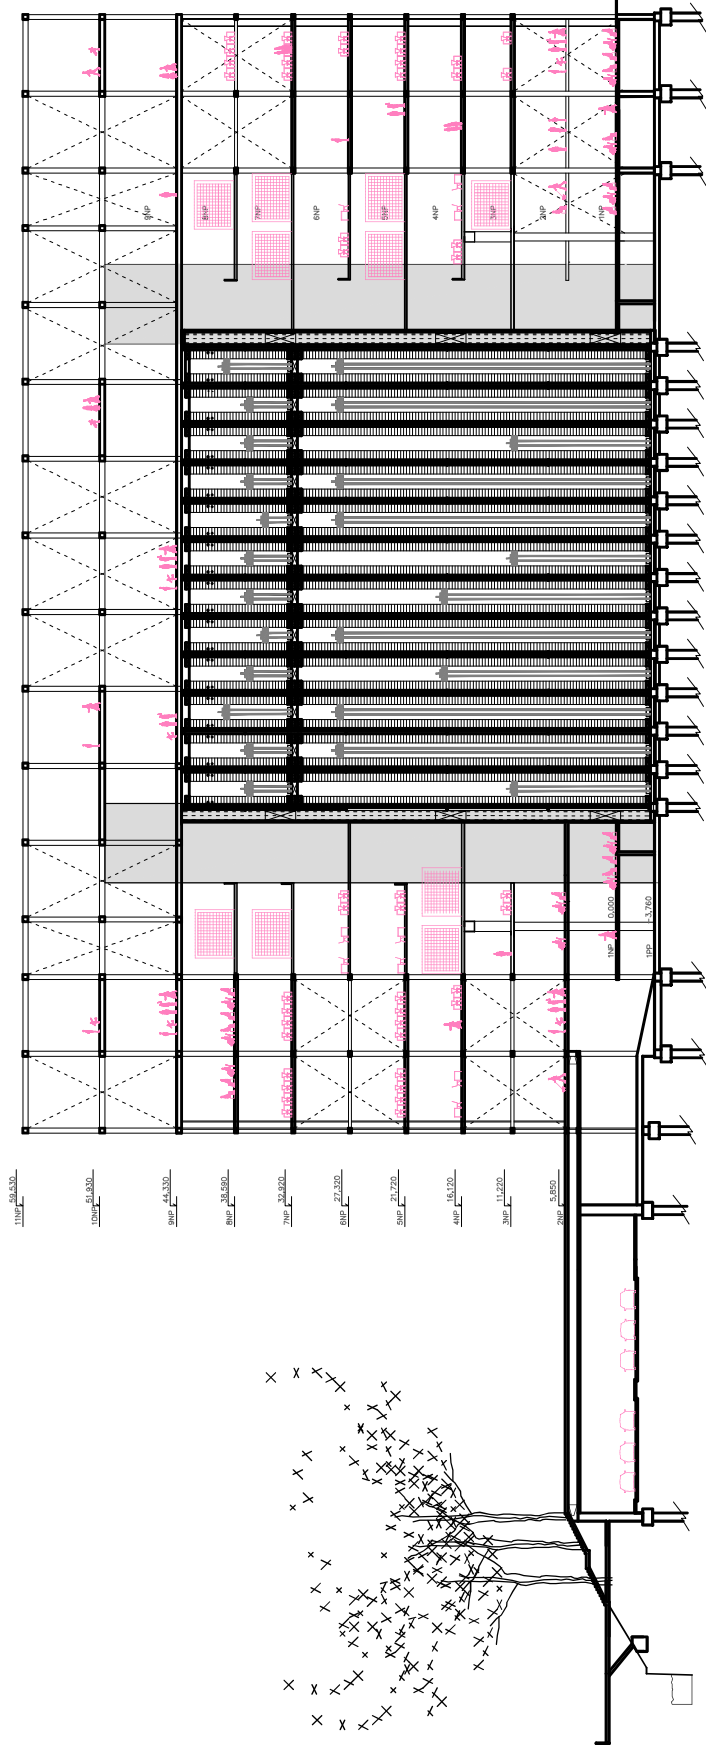 9NP
8NP
7NP
6NP
5NP
4NP
3NP
2NP
1NP
1NP 0,000
1PP -3,760
11NP 59,530
10NP 51,930
9NP 44,330
8NP 38,590
7NP 32,920
6NP 27,320
5NP 21,720
4NP 16,120
3NP 11,220
2NP 5,850